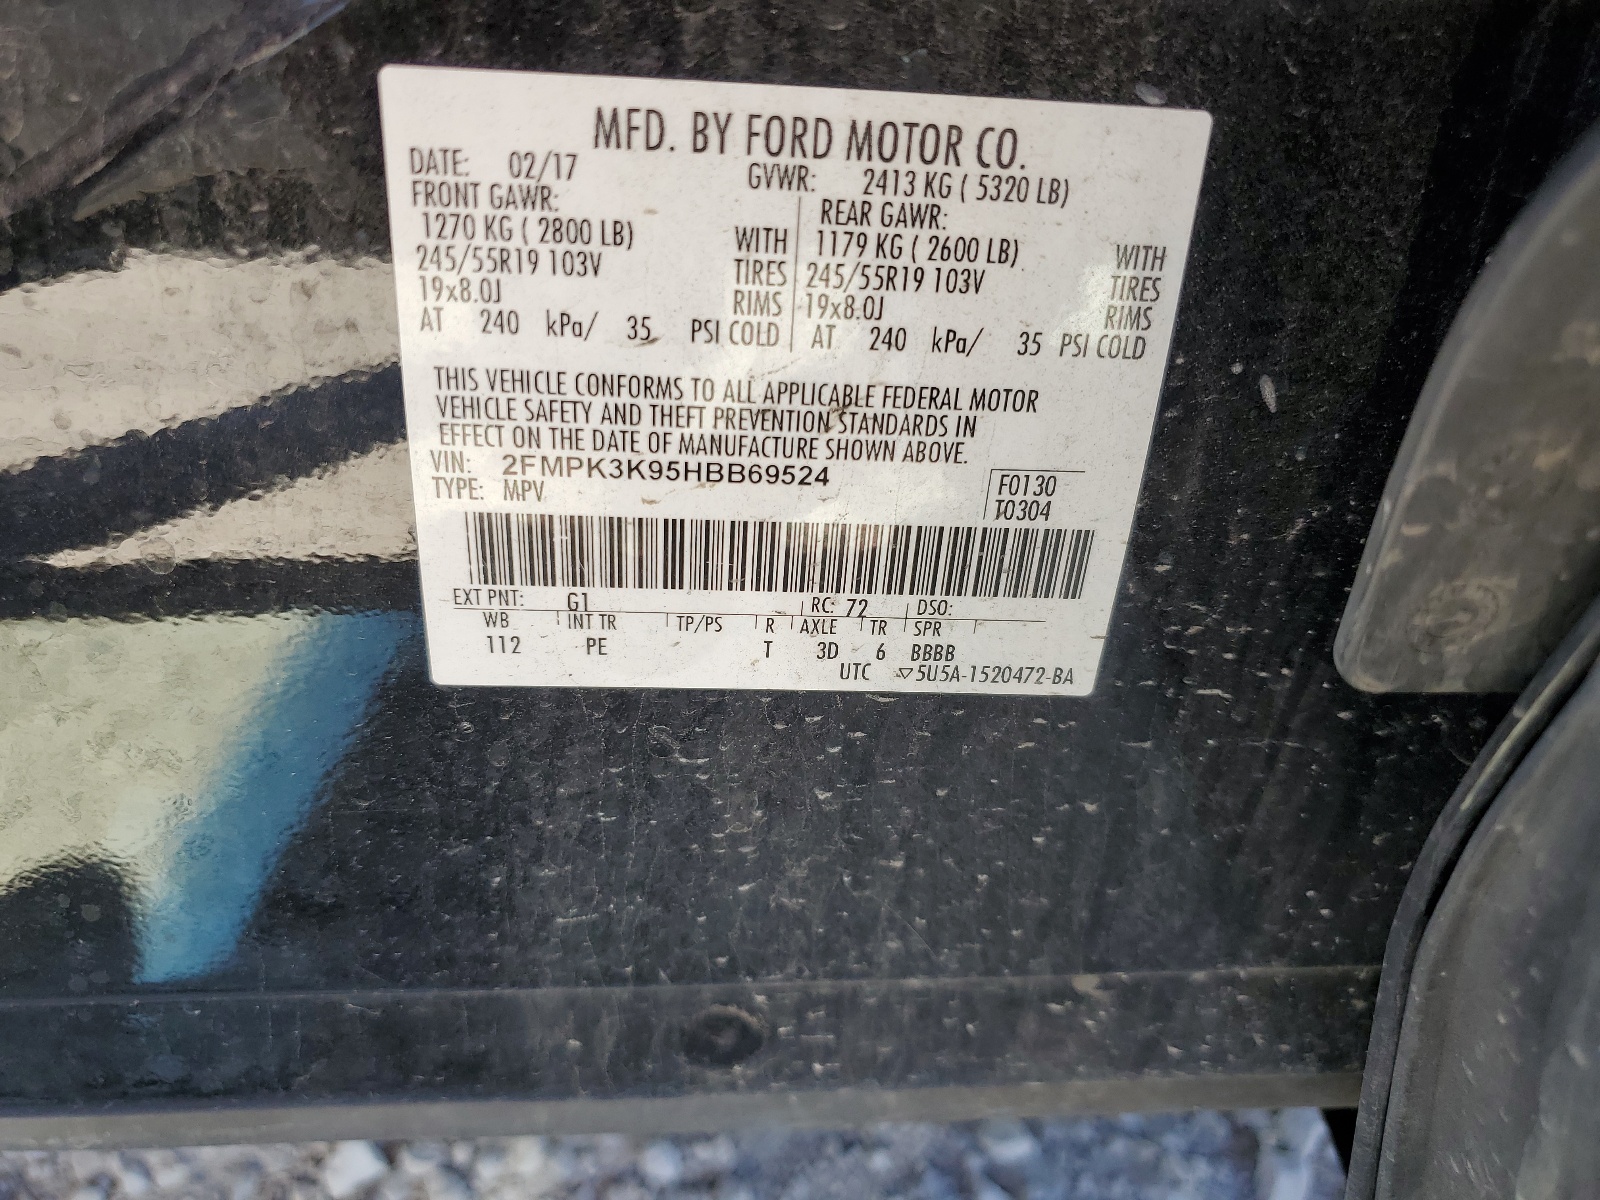 MFD. BY FORD MOTOR CO.
DATE: 02/17 GVWR: 2413 KG ( 5320 LB)
FRONT GAWR: REAR GAWR:
1270 KG ( 2800 LB) WITH 1179 KG ( 2600 LB) WITH
245/55R19 103V TIRES 245/55R19 103V TIRES
19x8.0J RIMS 19x8.0J RIMS
AT 240 kPa/ 35 PSI COLD AT 240 kPa/ 35 PSI COLD
THIS VEHICLE CONFORMS TO ALL APPLICABLE FEDERAL MOTOR
VEHICLE SAFETY AND THEFT PREVENTION STANDARDS IN
EFFECT ON THE DATE OF MANUFACTURE SHOWN ABOVE.
VIN: 2FMPK3K95HBB69524
TYPE: MPV F0130
T0304
EXT PNT: G1 RC: 72 DSO:
WB INT TR TP/PS R AXLE TR SPR
112 PE T 3D 6 BBBB
UTC ▽5U5A-1520472-BA